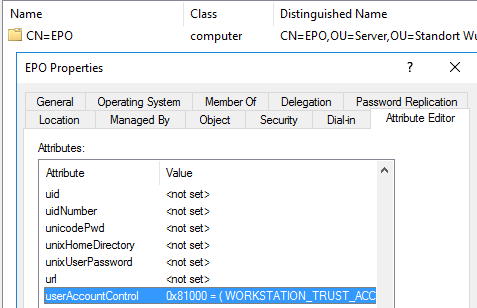 Name Class Distinguished Name
CN=EPO computer CN=EPO,OU=Server,OU=Standort Wu
EPO Properties ? ×
General Operating System Member Of Delegation Password Replication
Location Managed By Object Security Dial-in Attribute Editor
Attributes:
Attribute Value
uid <not set>
uidNumber <not set>
unicodePwd <not set>
unixHomeDirectory <not set>
unixUserPassword <not set>
url <not set>
userAccountControl 0x81000 = ( WORKSTATION_TRUST_ACC